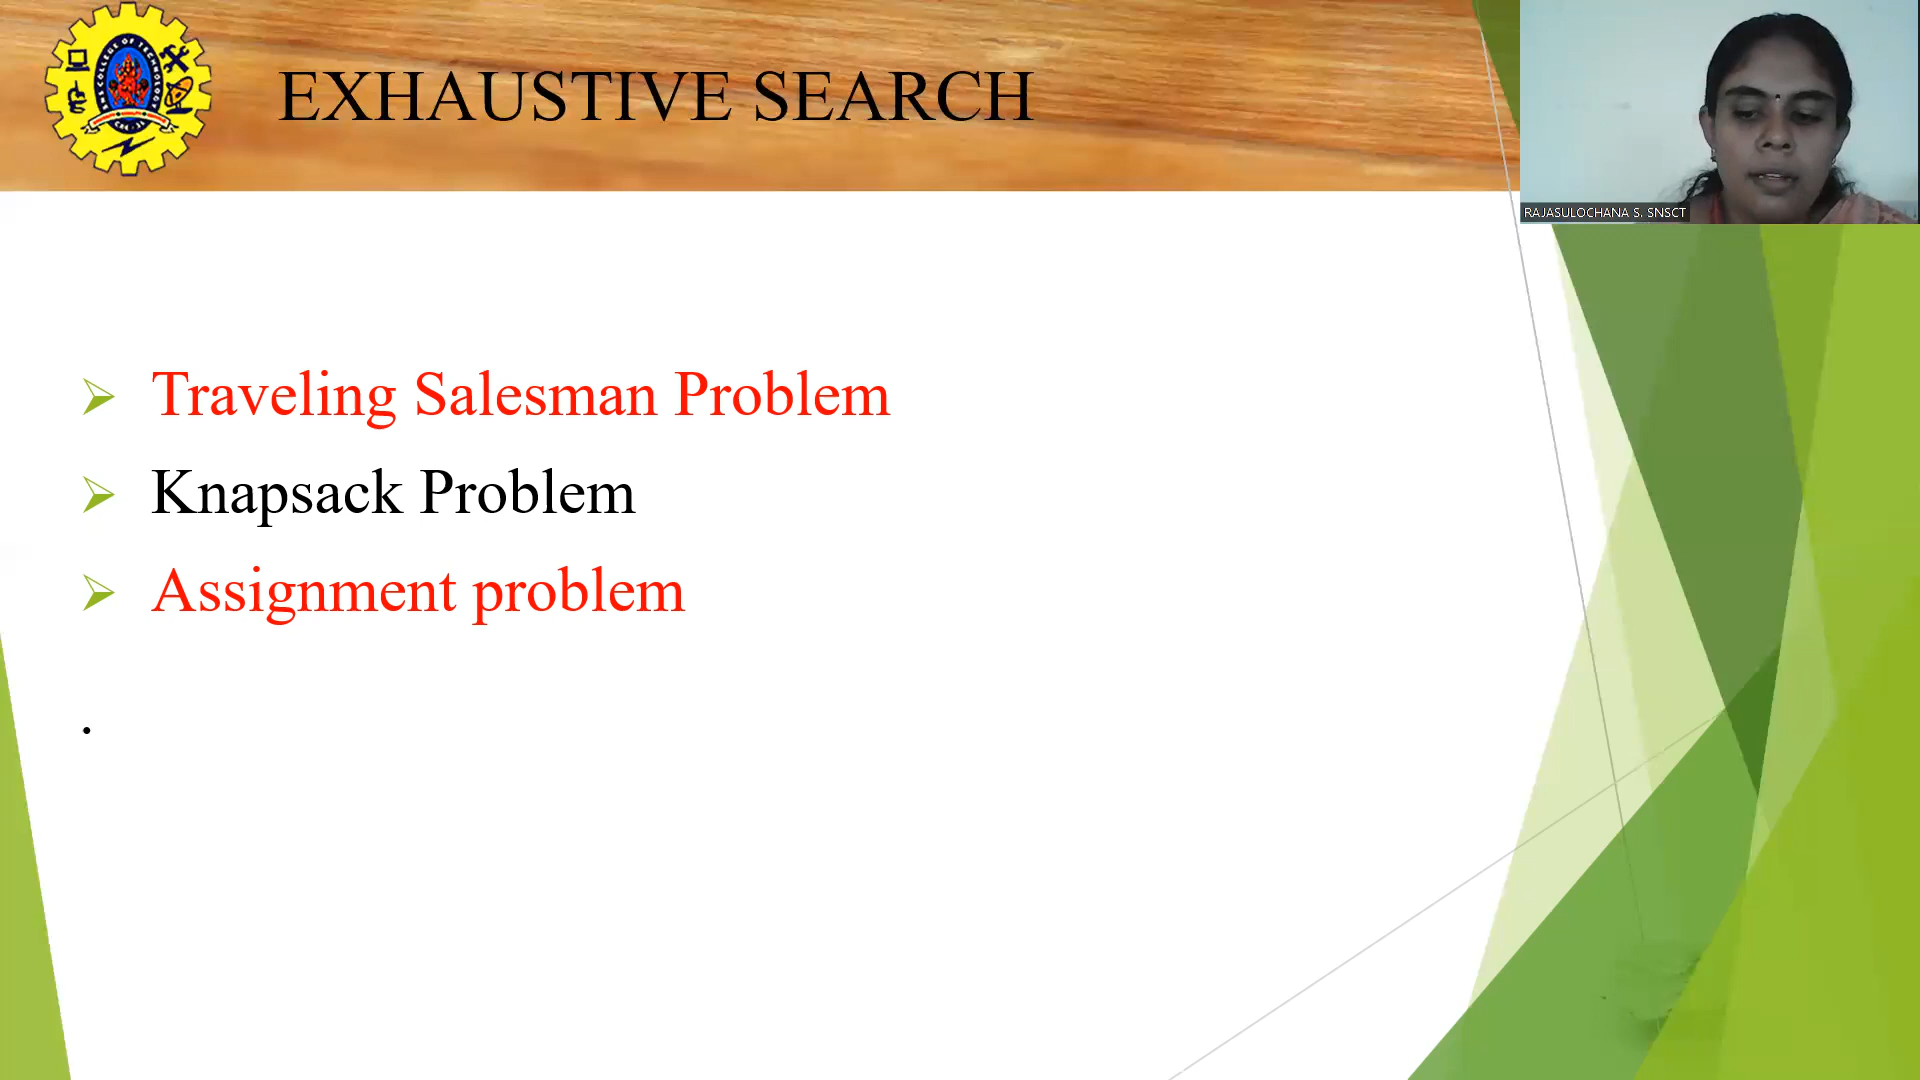 EXHAUSTIVE SEARCH
RAJASULOCHANA S. SNSCT
Traveling Salesman Problem
Knapsack Problem
Assignment problem
.